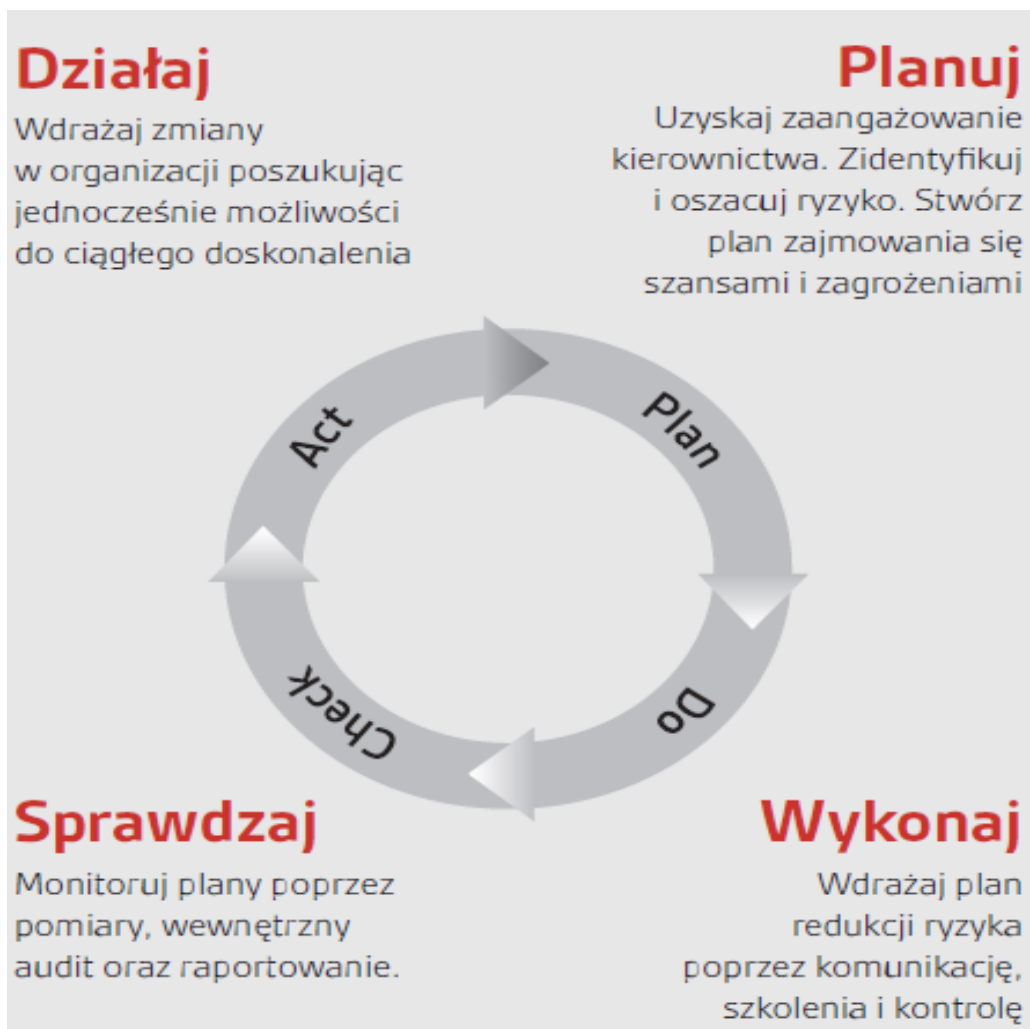 Działaj
Wdrażaj zmiany
w organizacji poszukując
jednocześnie możliwości
do ciągłego doskonalenia
Planuj
Uzyskaj zaangażowanie
kierownictwa. Zidentyfikuj
i oszacuj ryzyko. Stwórz
plan zajmowania się
szansami i zagrożeniami
Act
Plan
Check
Do
Sprawdzaj
Monitoruj plany poprzez
pomiary, wewnętrzny
audit oraz raportowanie.
Wykonaj
Wdrażaj plan
redukcji ryzyka
poprzez komunikację,
szkolenia i kontrolę